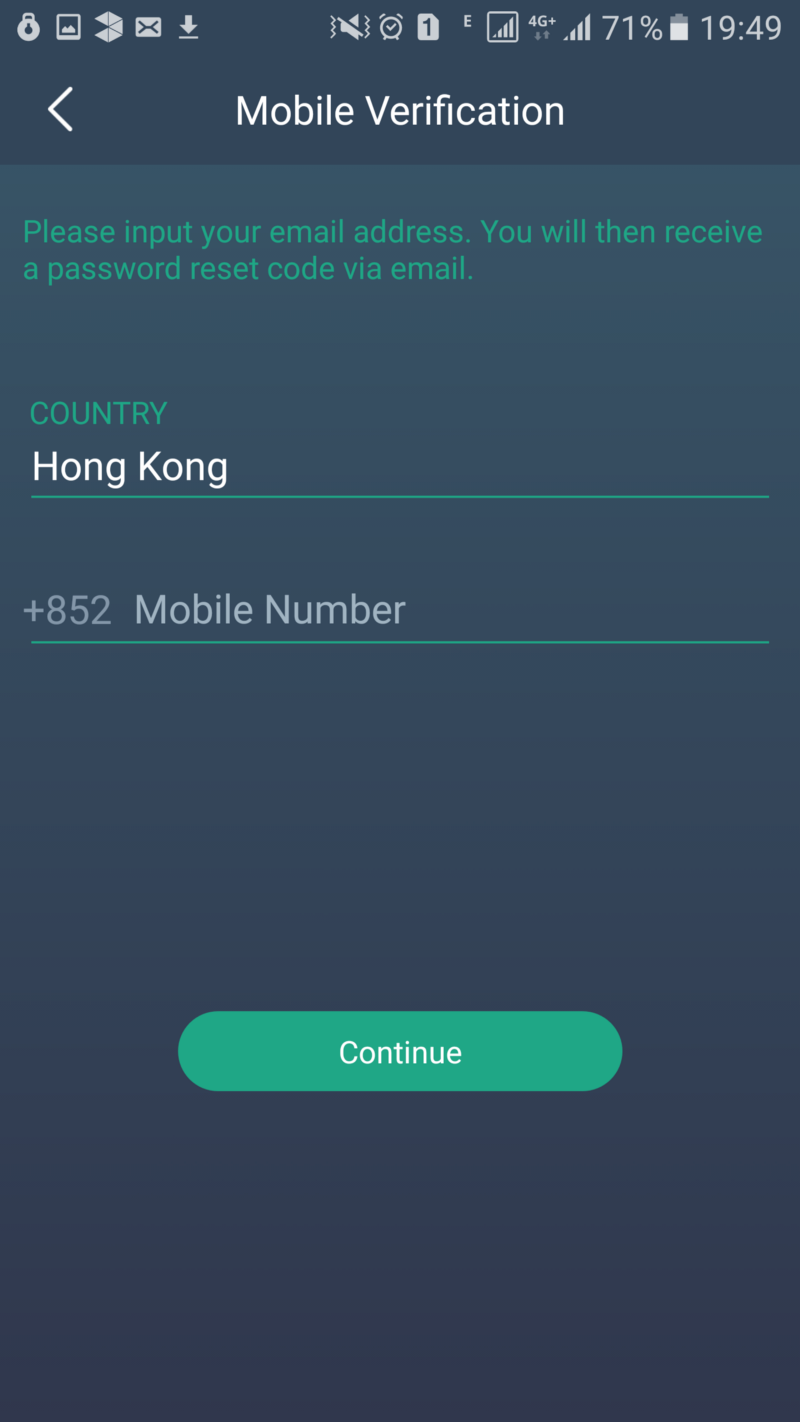 1 E 4G+ 71% 19:49
Mobile Verification
Please input your email address. You will then receive
a password reset code via email.
COUNTRY
Hong Kong
+852 Mobile Number
Continue